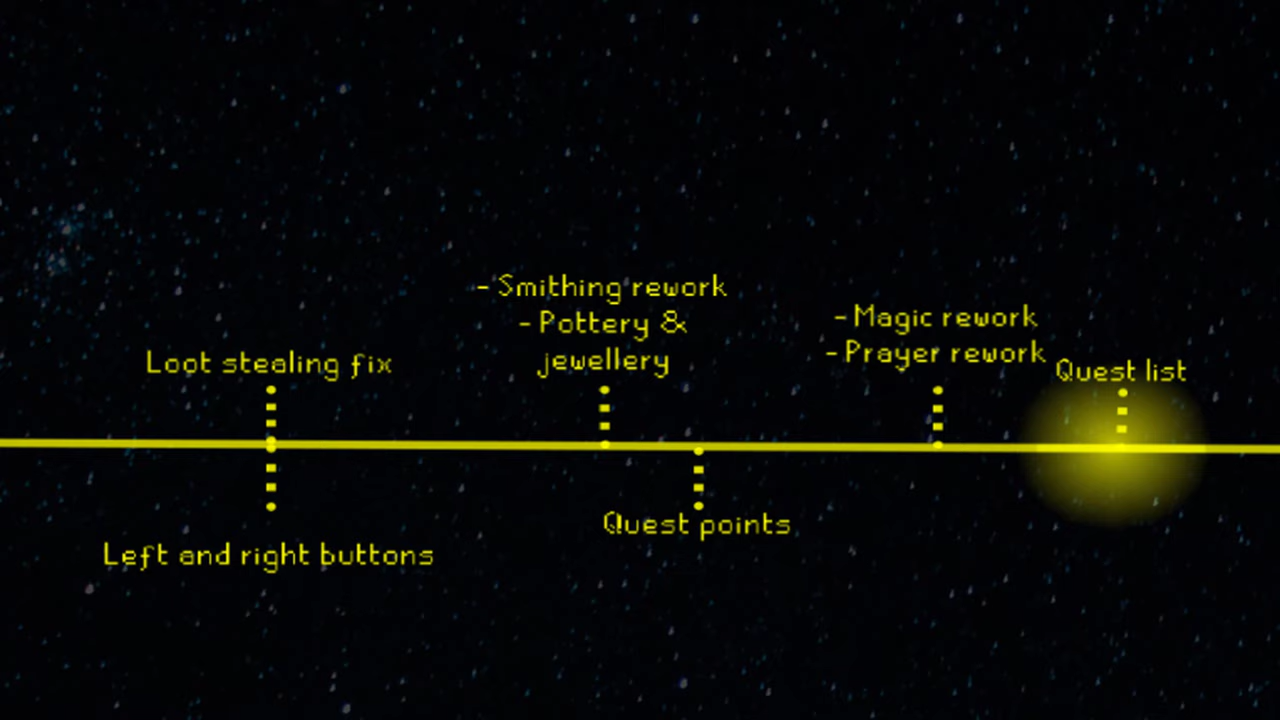 Loot stealing fix
Left and right buttons
- Smithing rework
- Pottery &
jewellery
Quest points
- Magic rework
- Prayer rework
Quest list